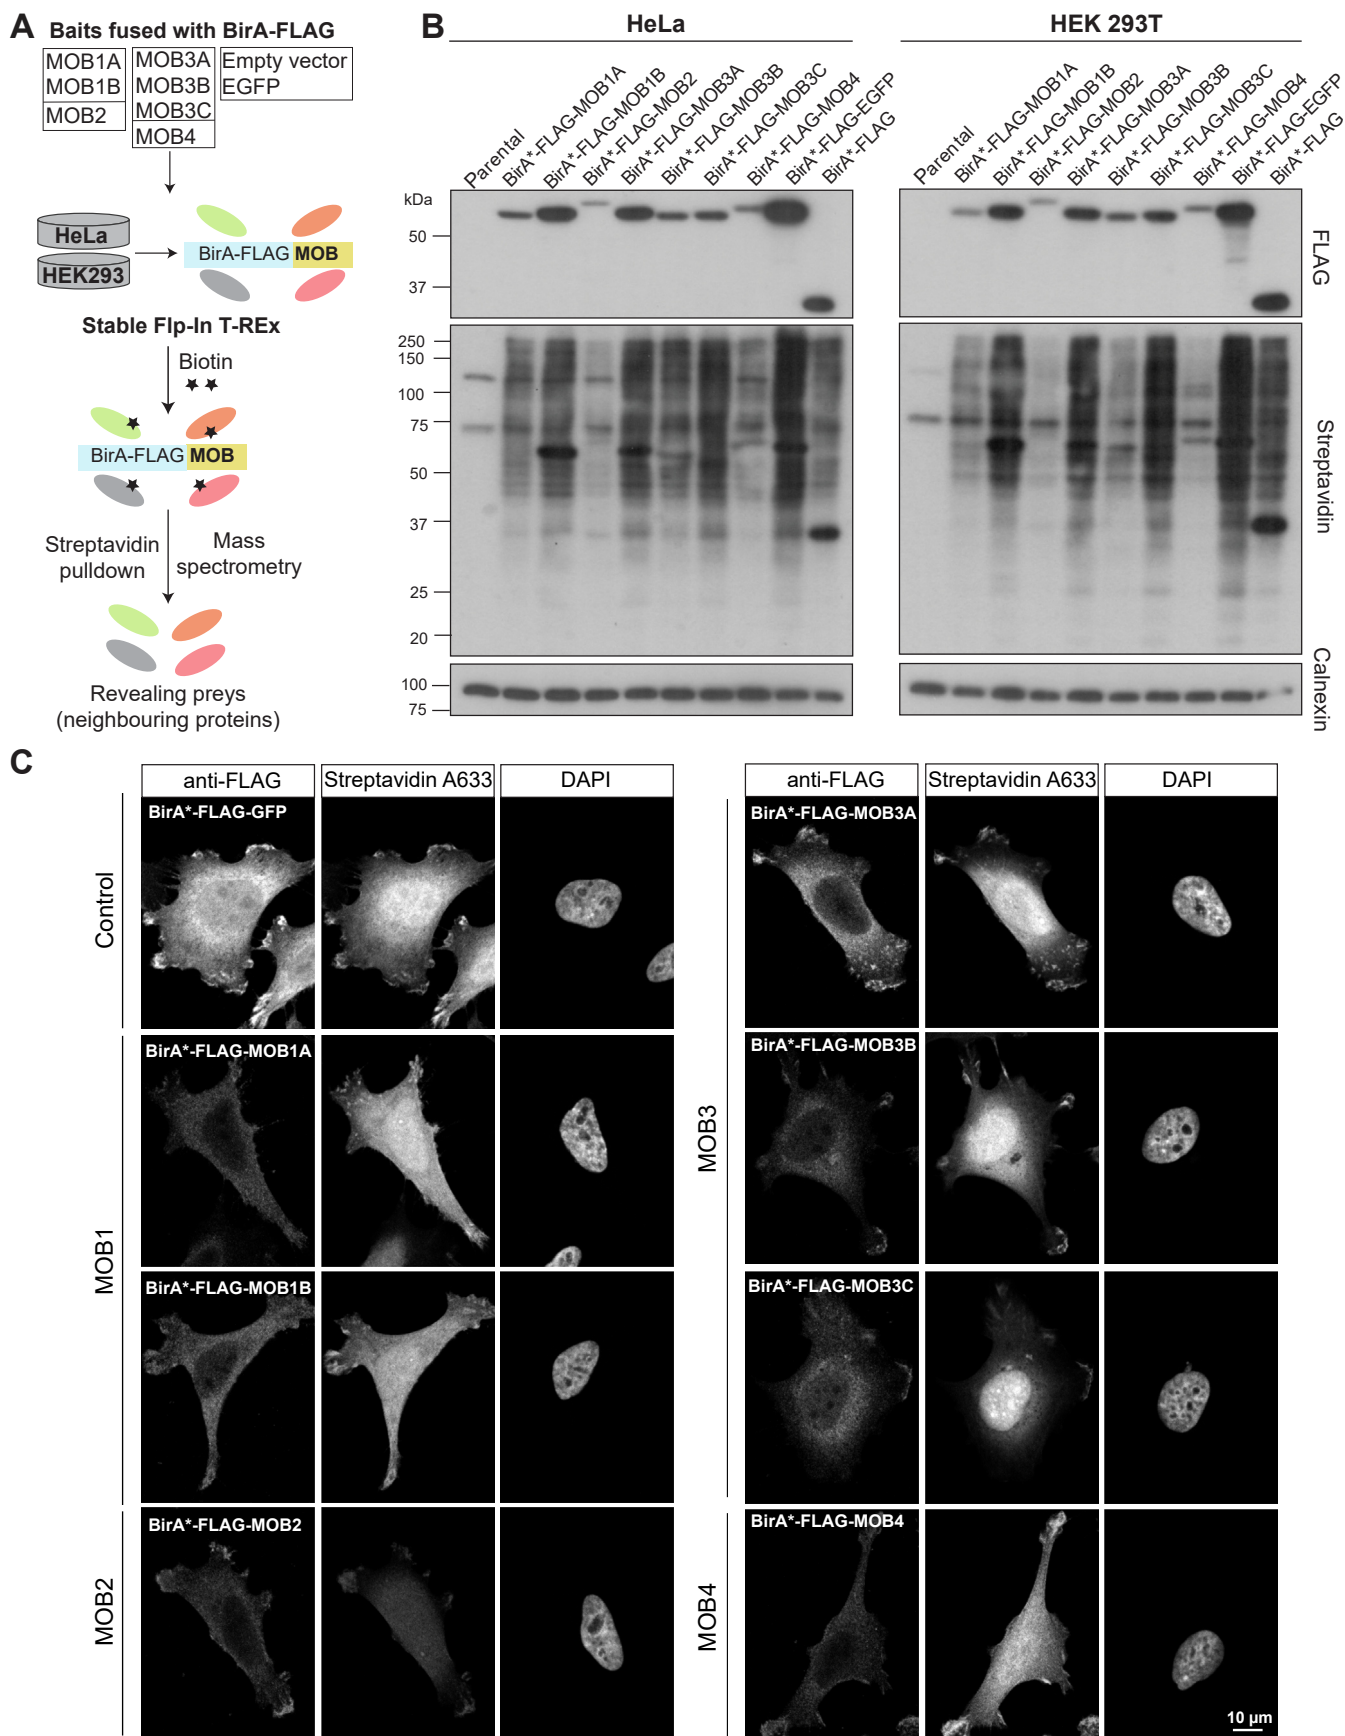 A
Baits fused with BirA-FLAG
MOB1A
MOB1B
MOB2
MOB3A
MOB3B
MOB3C
MOB4
Empty vector
EGFP
HeLa
HEK293
BirA-FLAG MOB
Stable Flp-In T-REx
Biotin
BirA-FLAG MOB
Streptavidin
pulldown
Mass
spectrometry
Revealing preys
(neighbouring proteins)
B
HeLa
HEK 293T
Parental
BirA*-FLAG-MOB1A
BirA*-FLAG-MOB1B
BirA*-FLAG-MOB2
BirA*-FLAG-MOB3A
BirA*-FLAG-MOB3B
BirA*-FLAG-MOB3C
BirA*-FLAG-MOB4
BirA*-FLAG-EGFP
BirA*-FLAG
Parental
BirA*-FLAG-MOB1A
BirA*-FLAG-MOB1B
BirA*-FLAG-MOB2
BirA*-FLAG-MOB3A
BirA*-FLAG-MOB3B
BirA*-FLAG-MOB3C
BirA*-FLAG-MOB4
BirA*-FLAG-EGFP
BirA*-FLAG
kDa
50
37
FLAG
250
150
100
75
50
37
25
20
Streptavidin
100
75
Calnexin
C
anti-FLAG
Streptavidin A633
DAPI
Control
BirA*-FLAG-GFP
MOB1
BirA*-FLAG-MOB1A
BirA*-FLAG-MOB1B
MOB2
BirA*-FLAG-MOB2
anti-FLAG
Streptavidin A633
DAPI
MOB3
BirA*-FLAG-MOB3A
BirA*-FLAG-MOB3B
BirA*-FLAG-MOB3C
MOB4
BirA*-FLAG-MOB4
10 µm